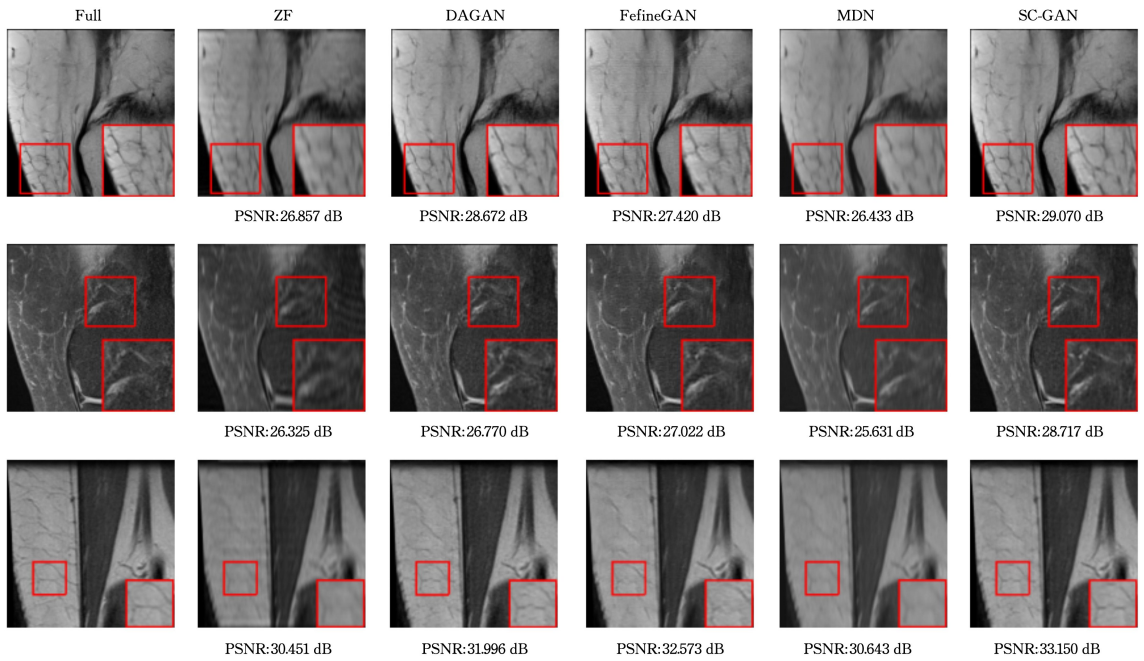 Full ZF DAGAN FefineGAN MDN SC-GAN
PSNR:26.857 dB PSNR:28.672 dB PSNR:27.420 dB PSNR:26.433 dB PSNR:29.070 dB
PSNR:26.325 dB PSNR:26.770 dB PSNR:27.022 dB PSNR:25.631 dB PSNR:28.717 dB
PSNR:30.451 dB PSNR:31.996 dB PSNR:32.573 dB PSNR:30.643 dB PSNR:33.150 dB